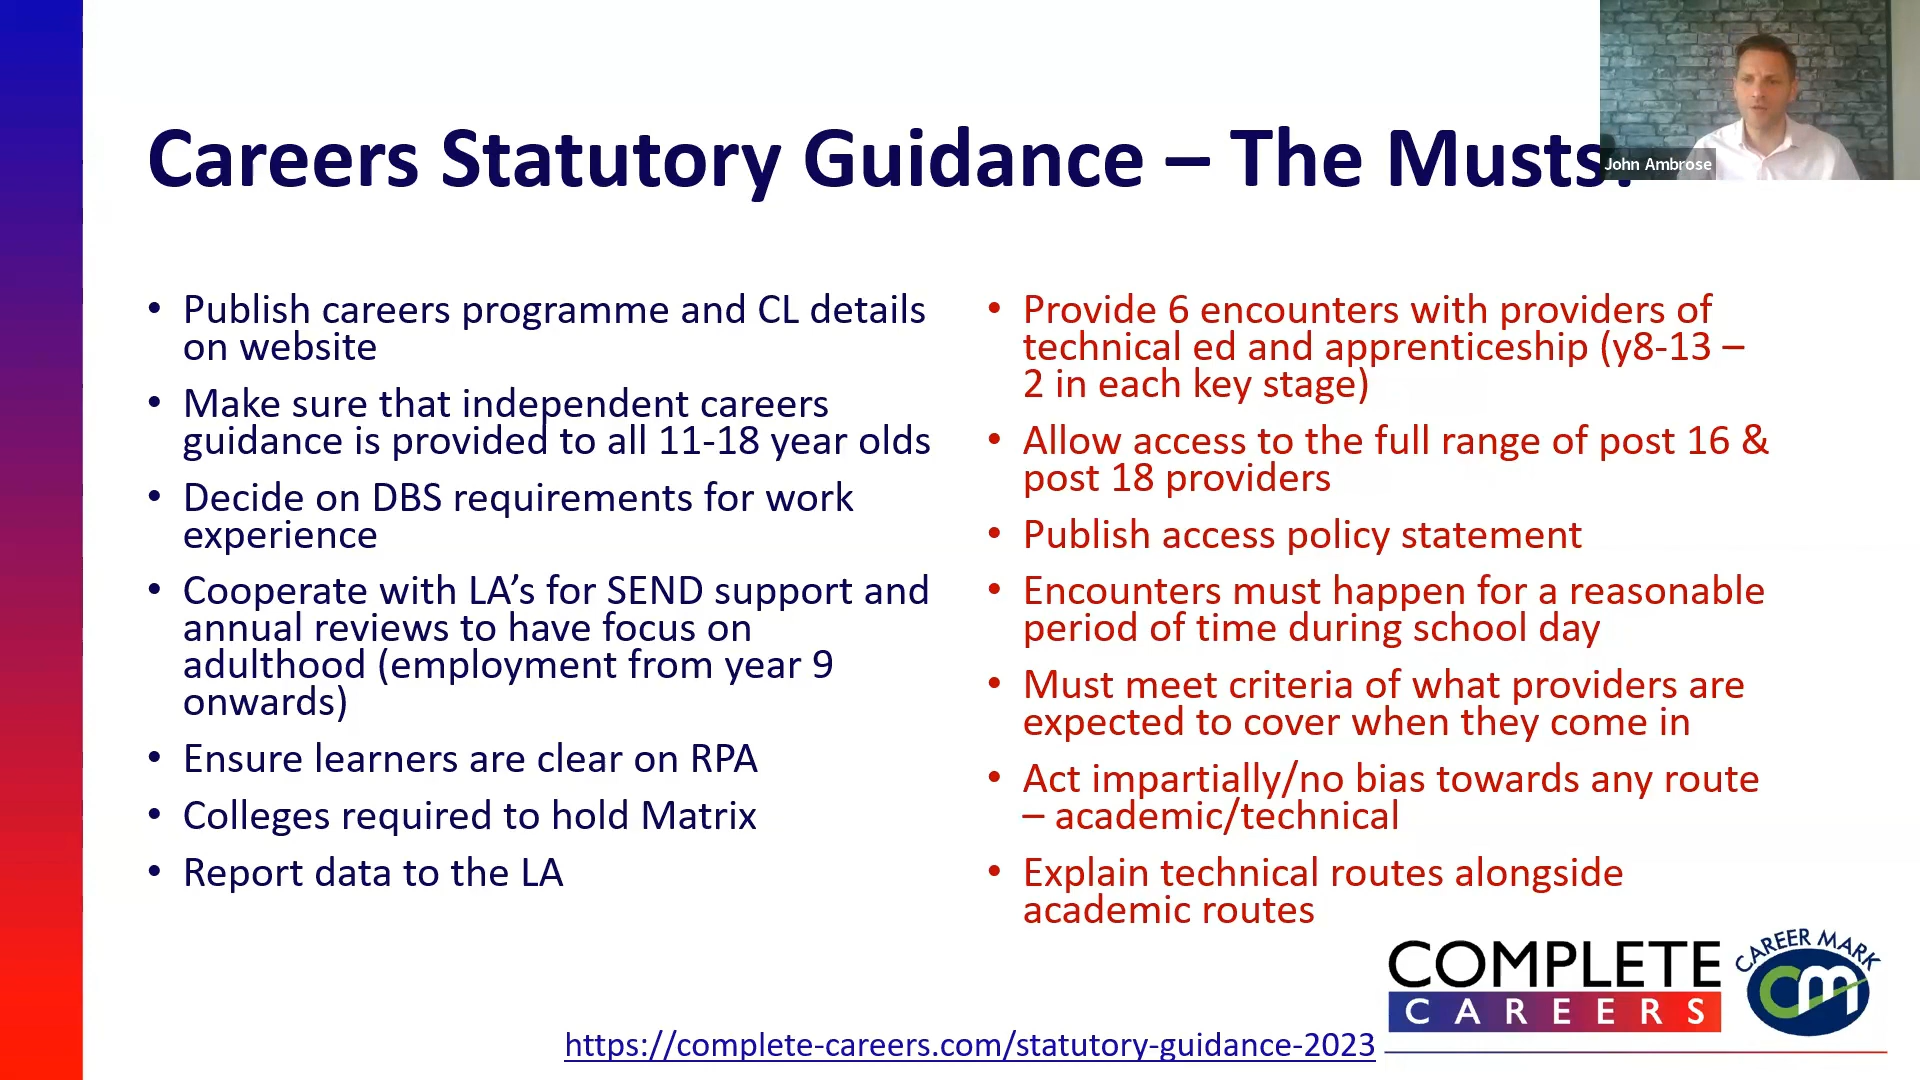 Careers Statutory Guidance – The Musts.
John Ambrose
• Publish careers programme and CL details
on website
• Make sure that independent careers
guidance is provided to all 11-18 year olds
• Decide on DBS requirements for work
experience
• Cooperate with LA’s for SEND support and
annual reviews to have focus on
adulthood (employment from year 9
onwards)
• Ensure learners are clear on RPA
• Colleges required to hold Matrix
• Report data to the LA
• Provide 6 encounters with providers of
technical ed and apprenticeship (y8-13 –
2 in each key stage)
• Allow access to the full range of post 16 &
post 18 providers
• Publish access policy statement
• Encounters must happen for a reasonable
period of time during school day
• Must meet criteria of what providers are
expected to cover when they come in
• Act impartially/no bias towards any route
– academic/technical
• Explain technical routes alongside
academic routes
COMPLETE
CAREERS
CAREER MARK
cm
https://complete-careers.com/statutory-guidance-2023